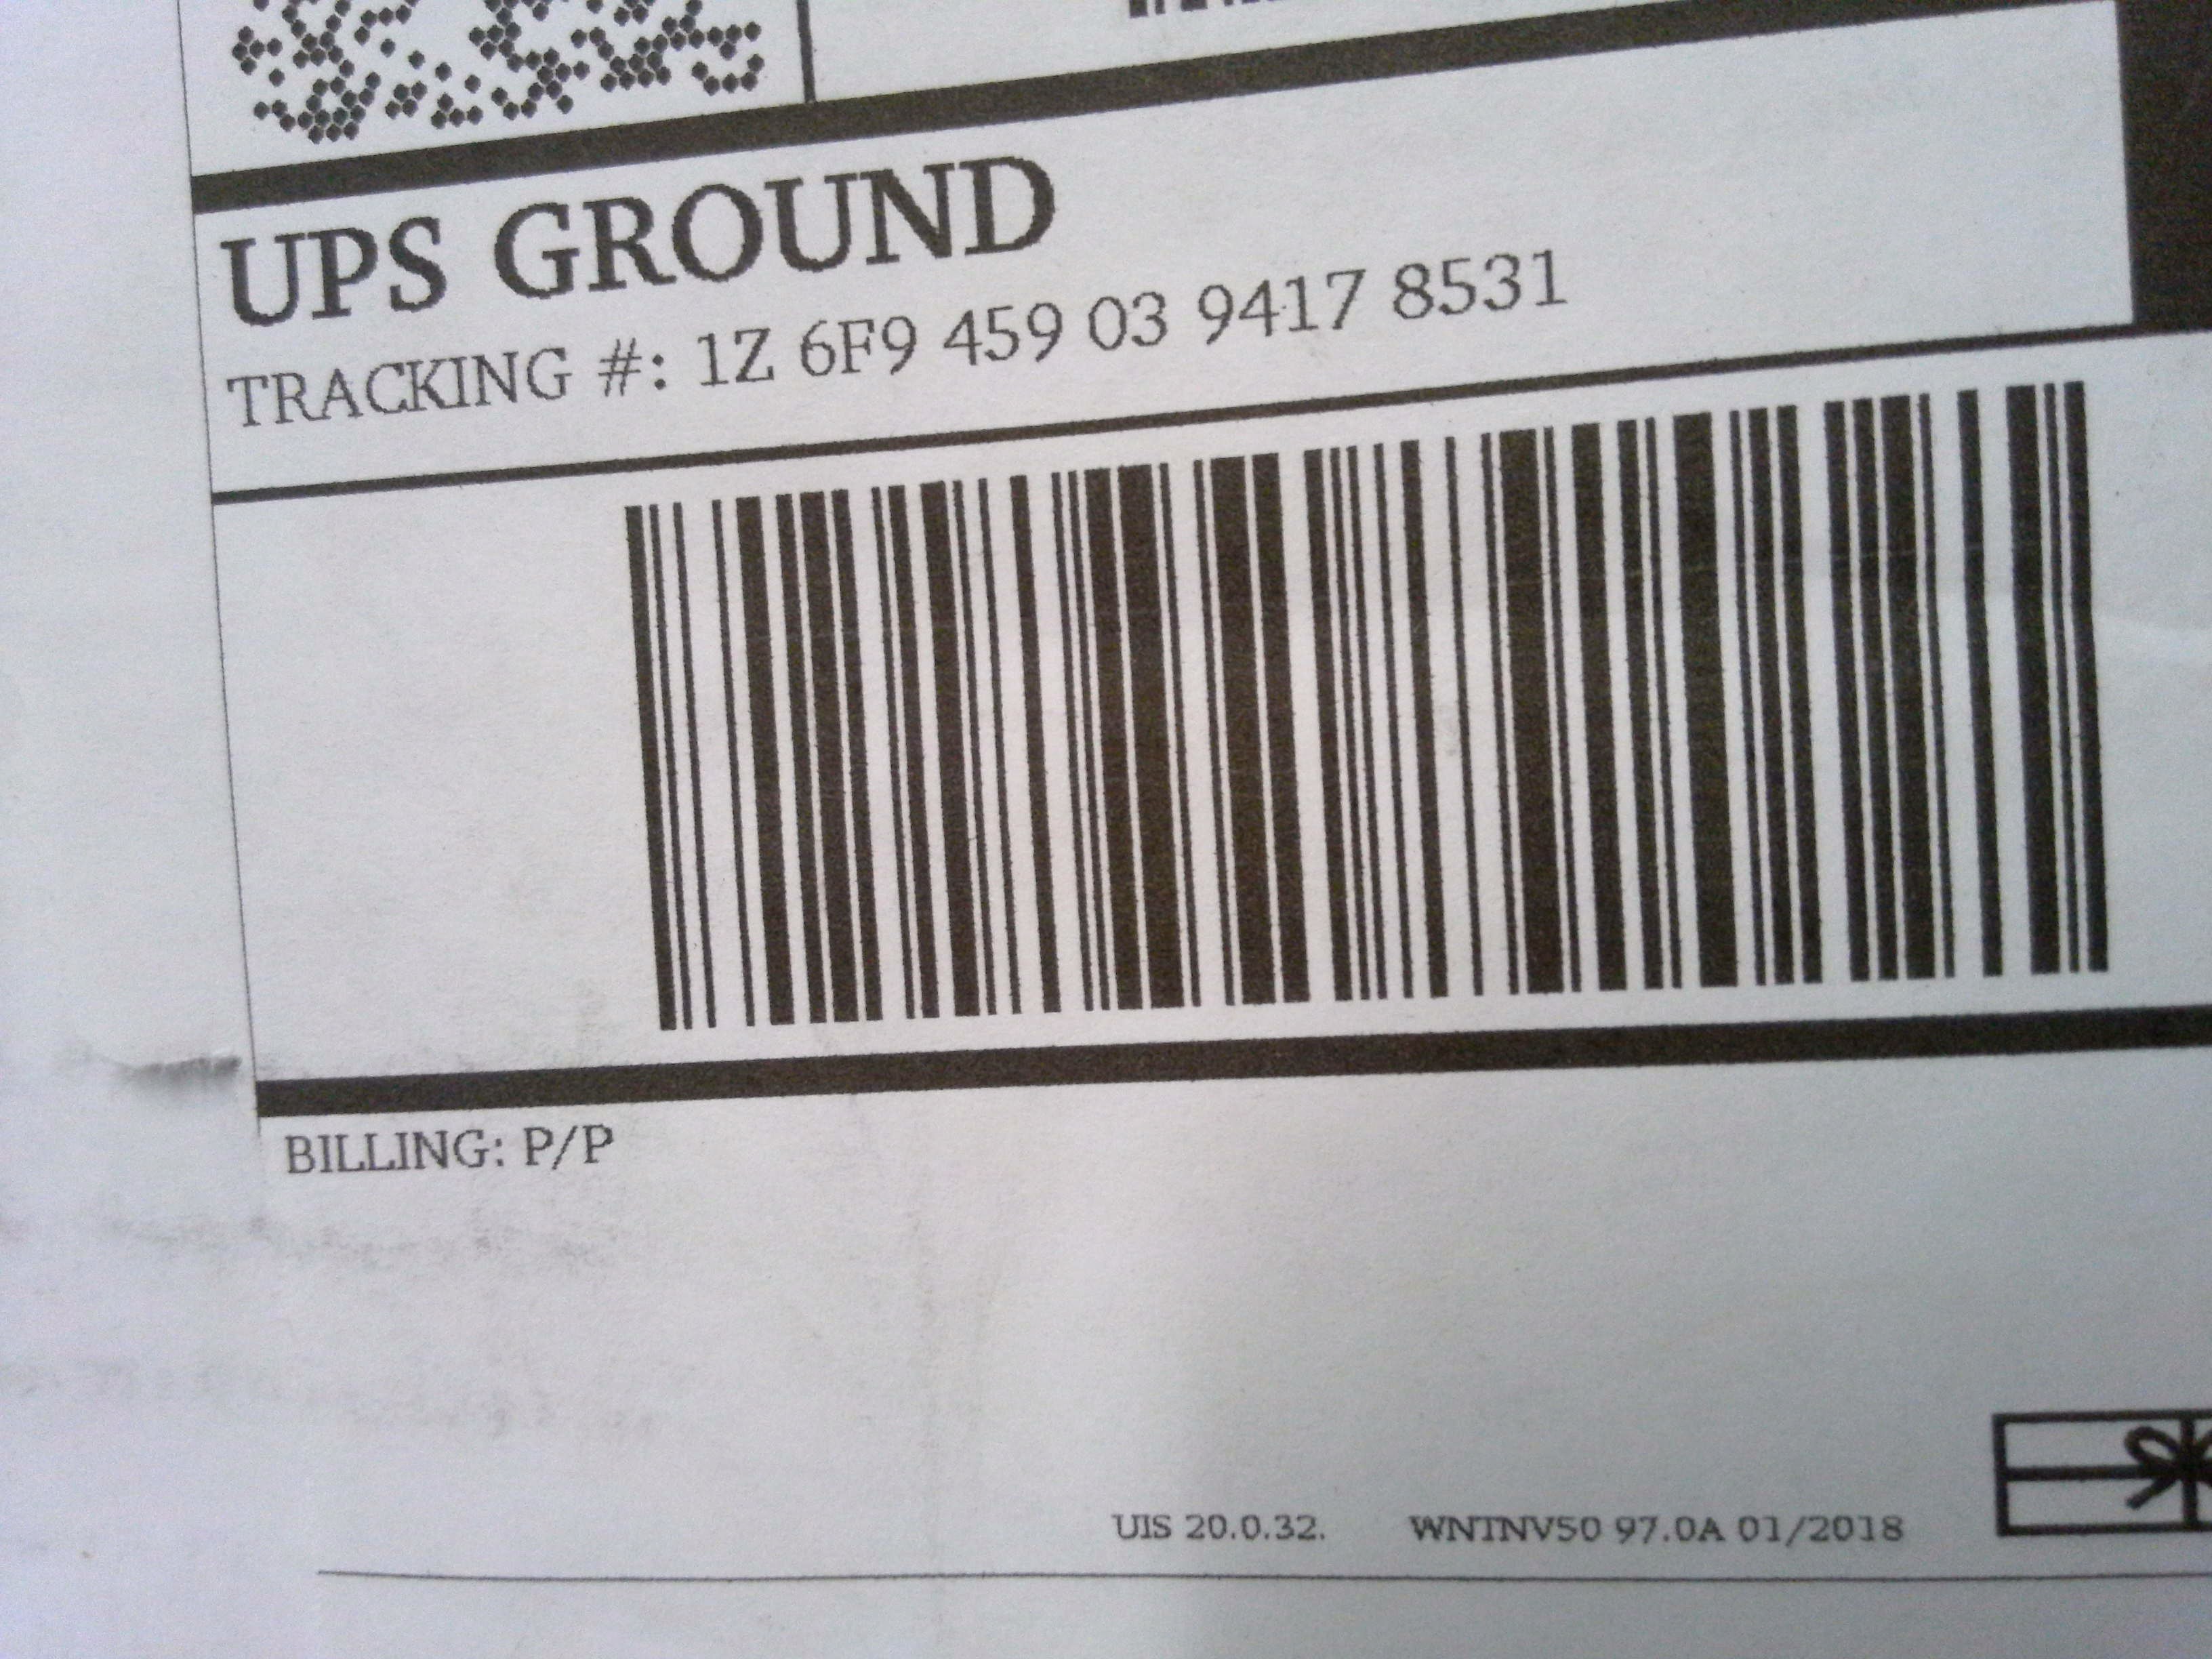 UPS GROUND
TRACKING #: 1Z 6F9 459 03 9417 8531
BILLING: P/P
UIS 20.0.32. WNTNV50 97.0A 01/2018